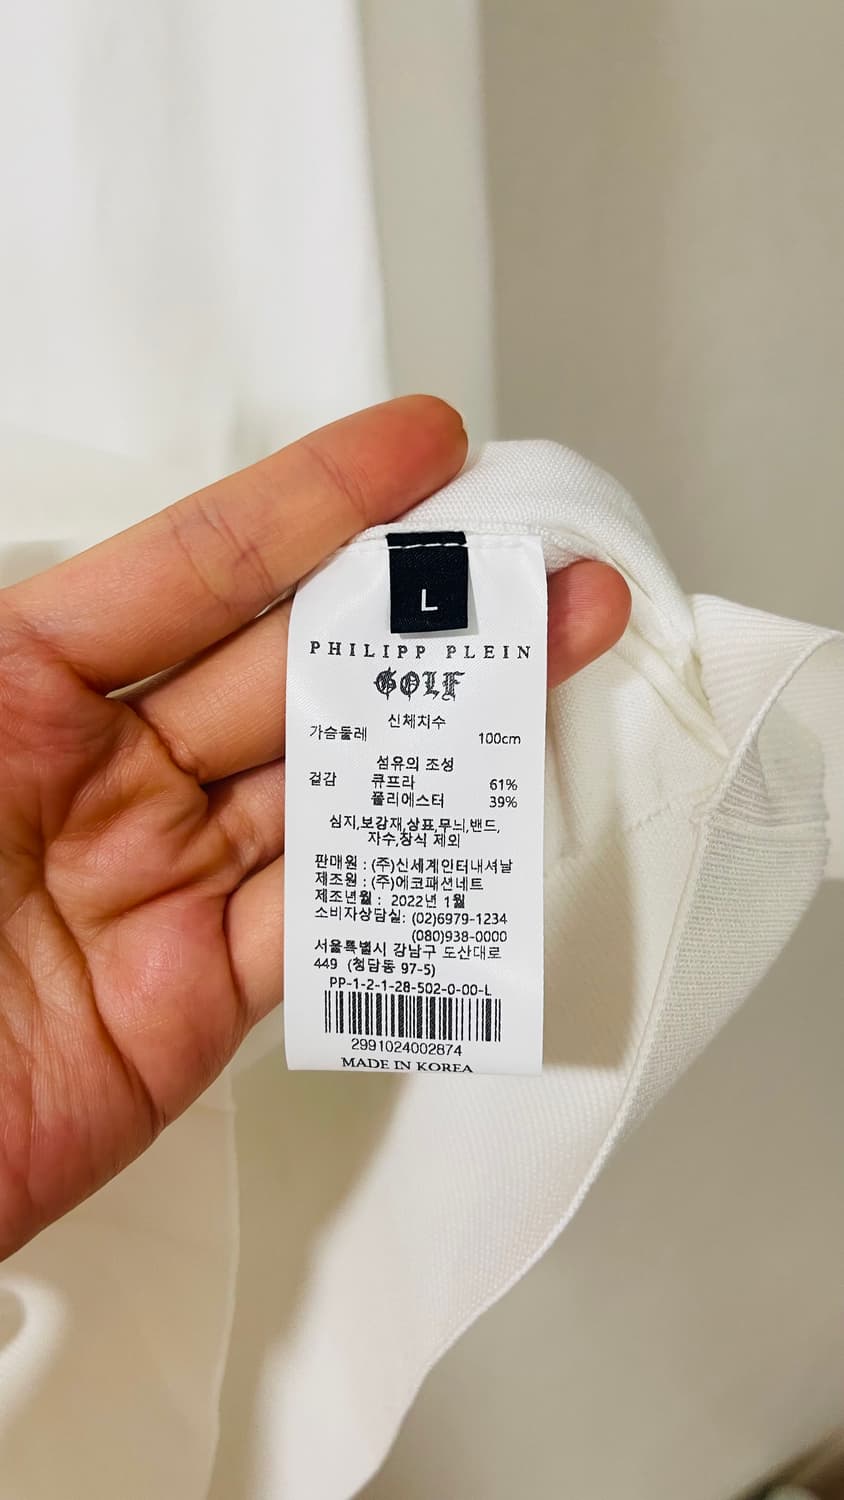 L
PHILIPP PLEIN
GOLF
신체치수
가슴둘레 100cm
섬유의 조성
겉감 큐프라 61%
폴리에스터 39%
심지,보강재,상표,무늬,밴드,
자수,장식 제외
판매원 : (주)신세계인터내셔날
제조원 : (주)에코패션네트
제조년월 : 2022년 1월
소비자상담실: (02)6979-1234
(080)938-0000
서울특별시 강남구 도산대로
449 (청담동 97-5)
PP-1-2-1-28-502-0-00-L
2991024002874
MADE IN KOREA